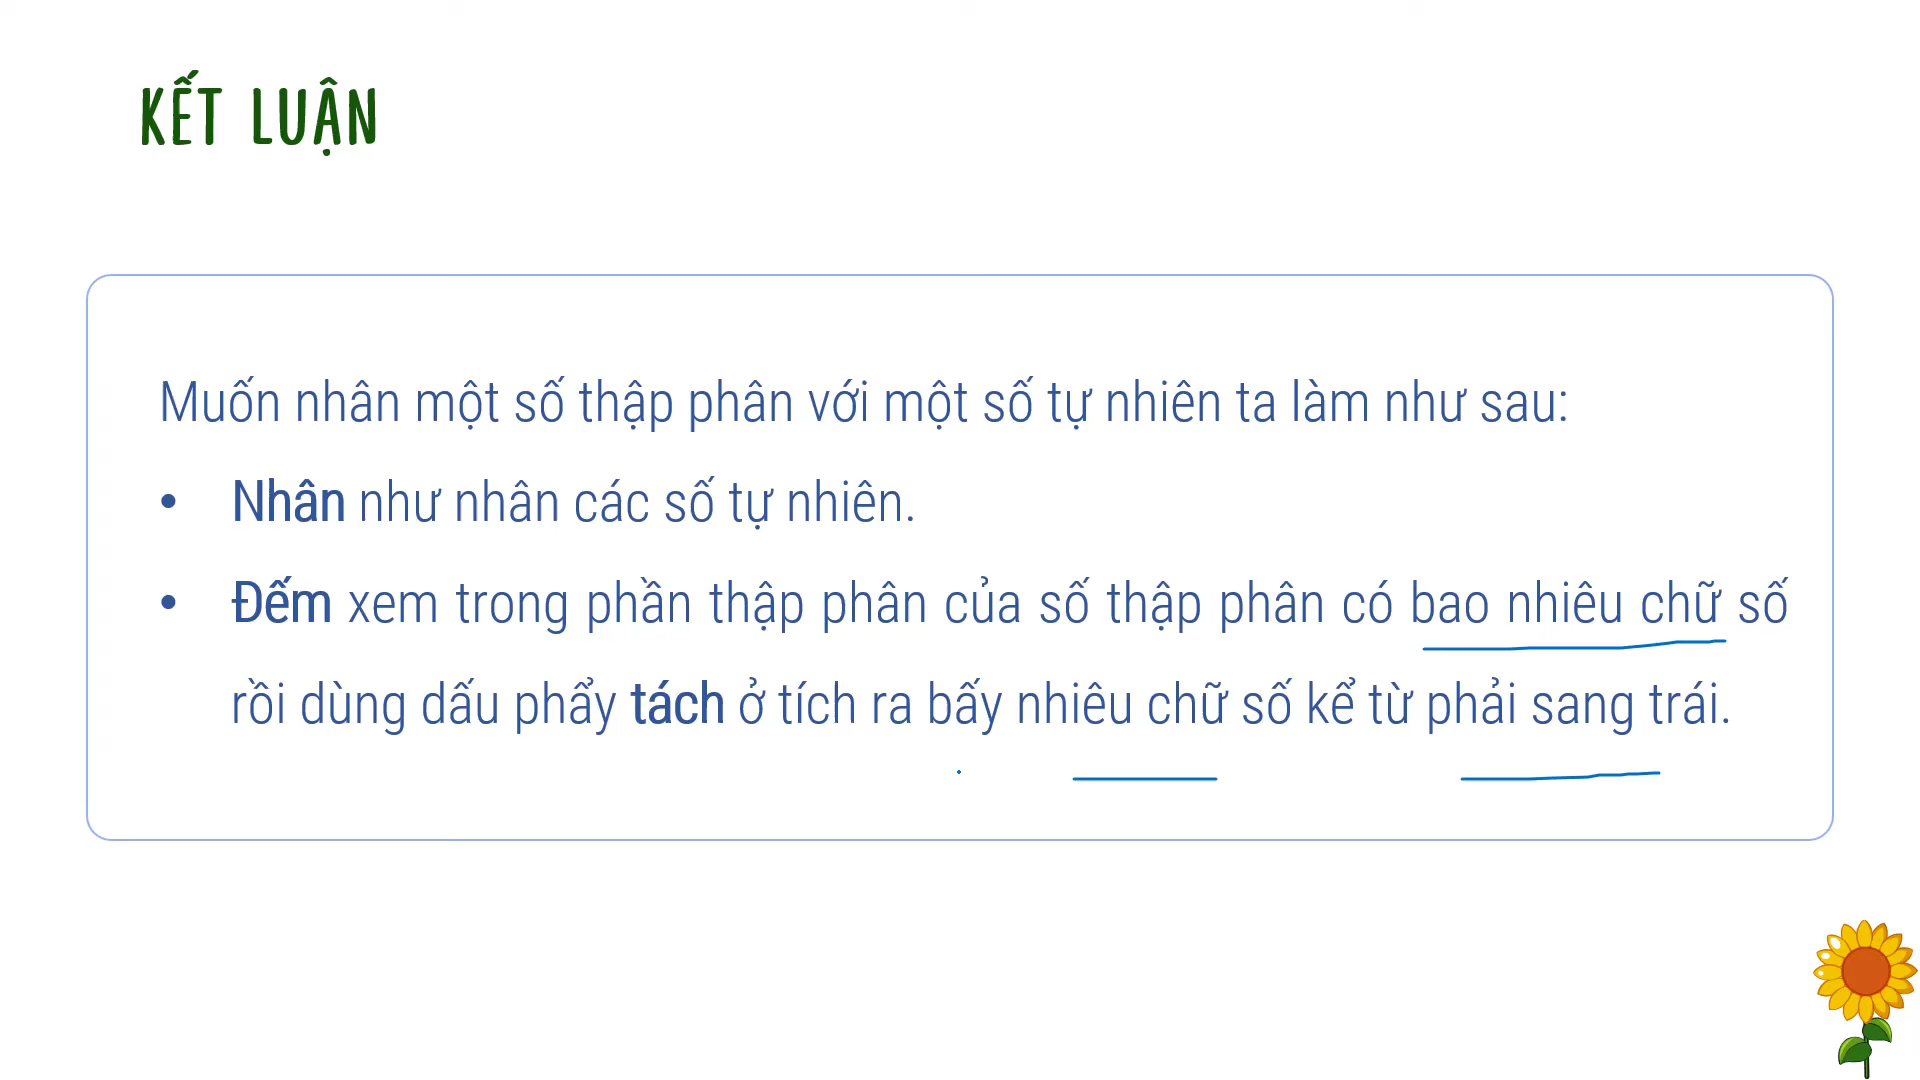 KẾT LUẬN
Muốn nhân một số thập phân với một số tự nhiên ta làm như sau:
• Nhân như nhân các số tự nhiên.
• Đếm xem trong phần thập phân của số thập phân có bao nhiêu chữ số
rồi dùng dấu phẩy tách ở tích ra bấy nhiêu chữ số kể từ phải sang trái.